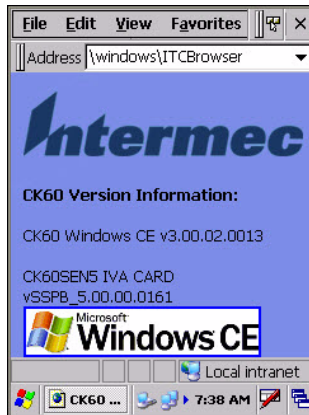 File Edit View Favorites
Address \windows\ITCBrowser
Intermec
CK60 Version Information:
CK60 Windows CE v3.00.02.0013
CK60SEN5 IVA CARD
vSSPB_5.00.00.0161
Microsoft
Windows CE
Local intranet
CK60 ... 7:38 AM